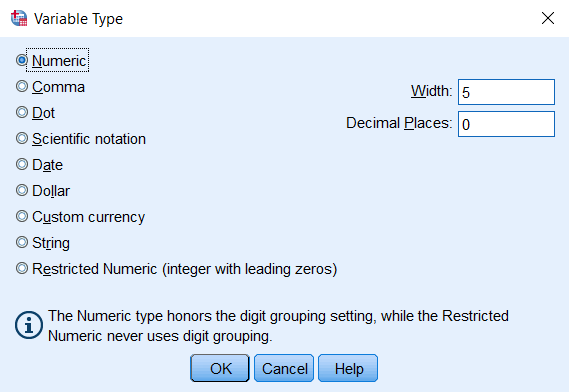 Variable Type
Numeric
Comma
Dot
Scientific notation
Date
Dollar
Custom currency
String
Restricted Numeric (integer with leading zeros)
Width: 5
Decimal Places: 0
The Numeric type honors the digit grouping setting, while the Restricted
Numeric never uses digit grouping.
OK Cancel Help